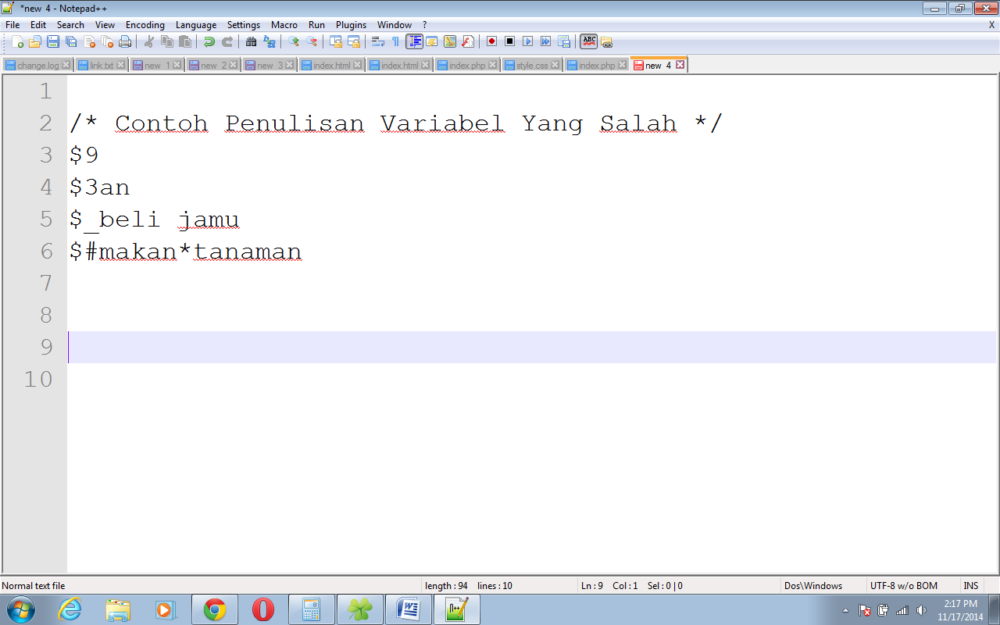 *new 4 - Notepad++
File Edit Search View Encoding Language Settings Macro Run Plugins Window ? X
ABC
change.log link.txt new 1 new 2 new 3 index.html index.html index.php style.css index.php new 4
1
2 /* Contoh Penulisan Variabel Yang Salah */
3 $9
4 $3an
5 $_beli jamu
6 $#makan*tanaman
7
8
9
10
Normal text file length : 94 lines : 10 Ln : 9 Col : 1 Sel : 0 | 0 Dos\Windows UTF-8 w/o BOM INS
2:17 PM
11/17/2014